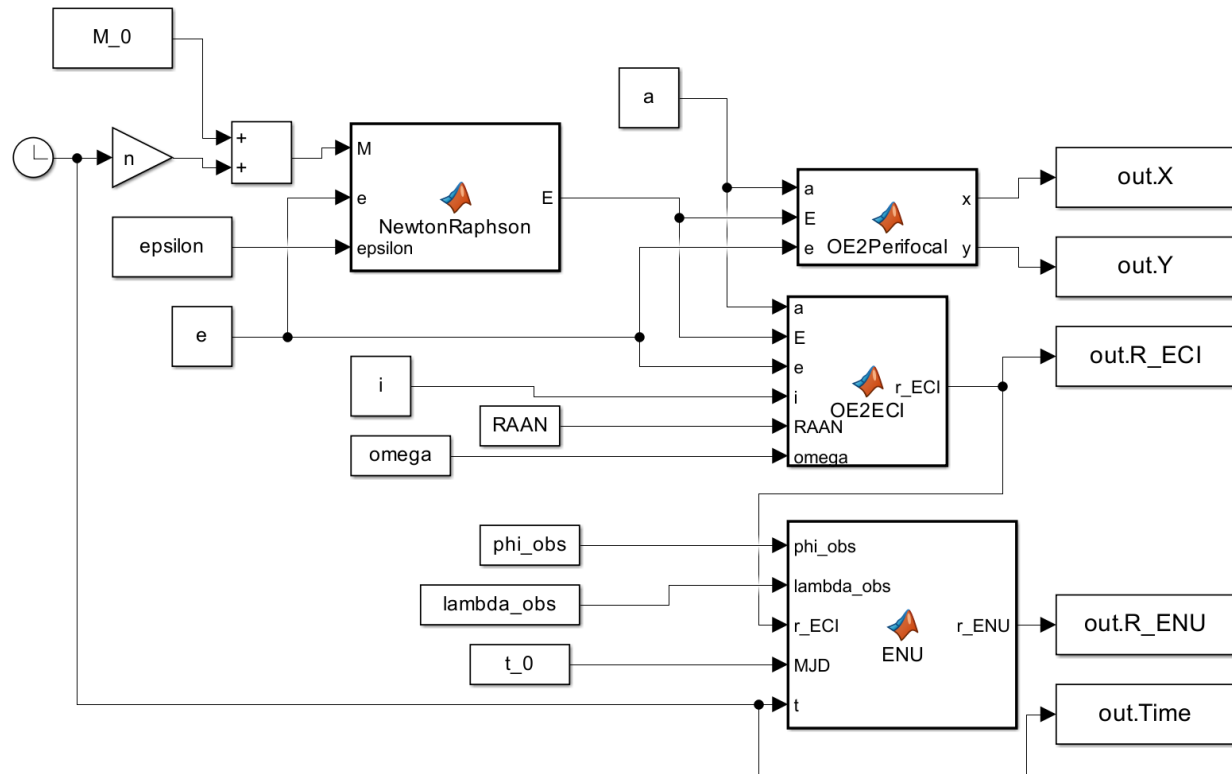 M_0
n
+
+
M
e
epsilon
E
NewtonRaphson
epsilon
e
a
a
E
e
x
y
OE2Perifocal
out.X
out.Y
a
E
e
i
RAAN
omega
r_ECI
OE2ECI
out.R_ECI
i
RAAN
omega
phi_obs
lambda_obs
t_0
phi_obs
lambda_obs
r_ECI
MJD
t
r_ENU
ENU
out.R_ENU
out.Time